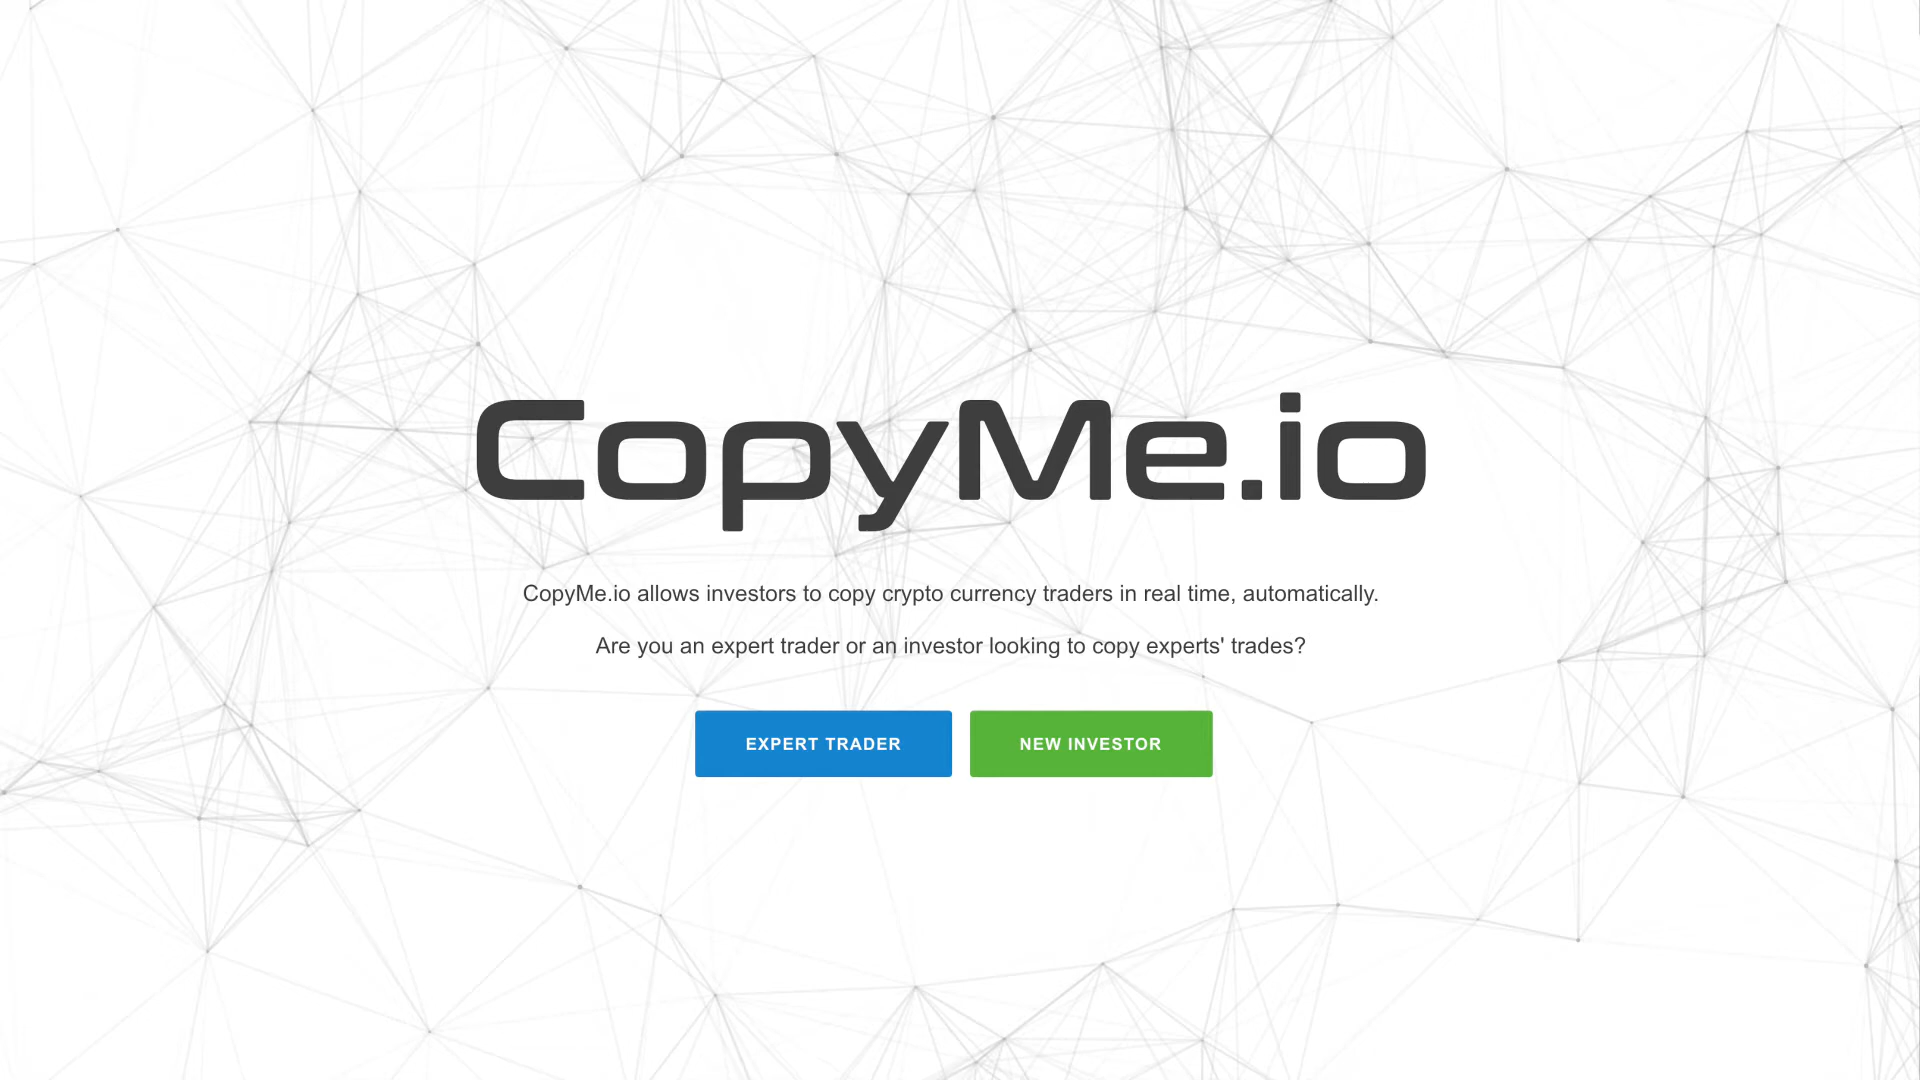 CopyMe.io
CopyMe.io allows investors to copy crypto currency traders in real time, automatically.
Are you an expert trader or an investor looking to copy experts' trades?
EXPERT TRADER
NEW INVESTOR